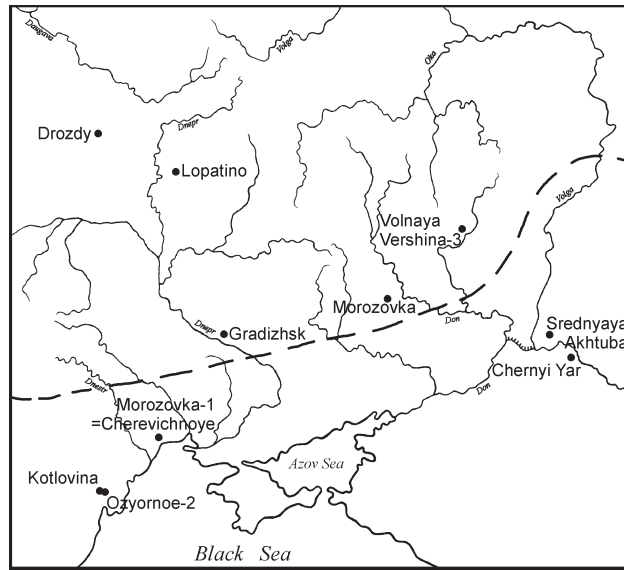 Daugava
Volga
Oka
Dnepr
Drozdy
Lopatino
Volga
Volnaya
Vershina-3
Morozovka
Dnepr
Gradizhsk
Don
Srednyaya
Akhtuba
Chernyi Yar
Dnestr
Don
Morozovka-1
=Cherevichnoye
Azov Sea
Kotlovina
Ozyornoe-2
Black Sea